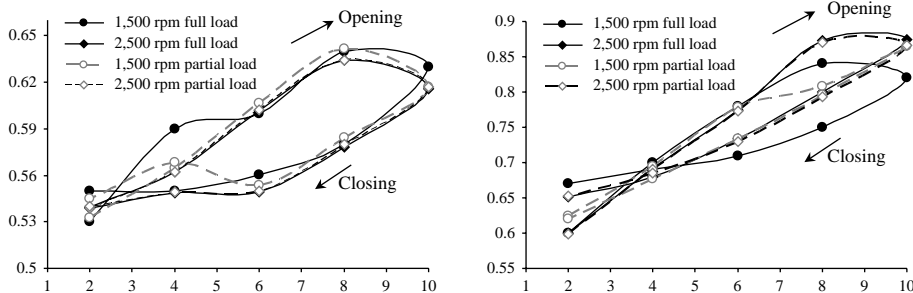 1,500 rpm full load
2,500 rpm full load
1,500 rpm partial load
2,500 rpm partial load
Opening
Closing
0.65
0.62
0.59
0.56
0.53
0.5
1 2 3 4 5 6 7 8 9 10
1,500 rpm full load
2,500 rpm full load
1,500 rpm partial load
2,500 rpm partial load
Opening
Closing
0.9
0.85
0.8
0.75
0.7
0.65
0.6
0.55
1 2 3 4 5 6 7 8 9 10